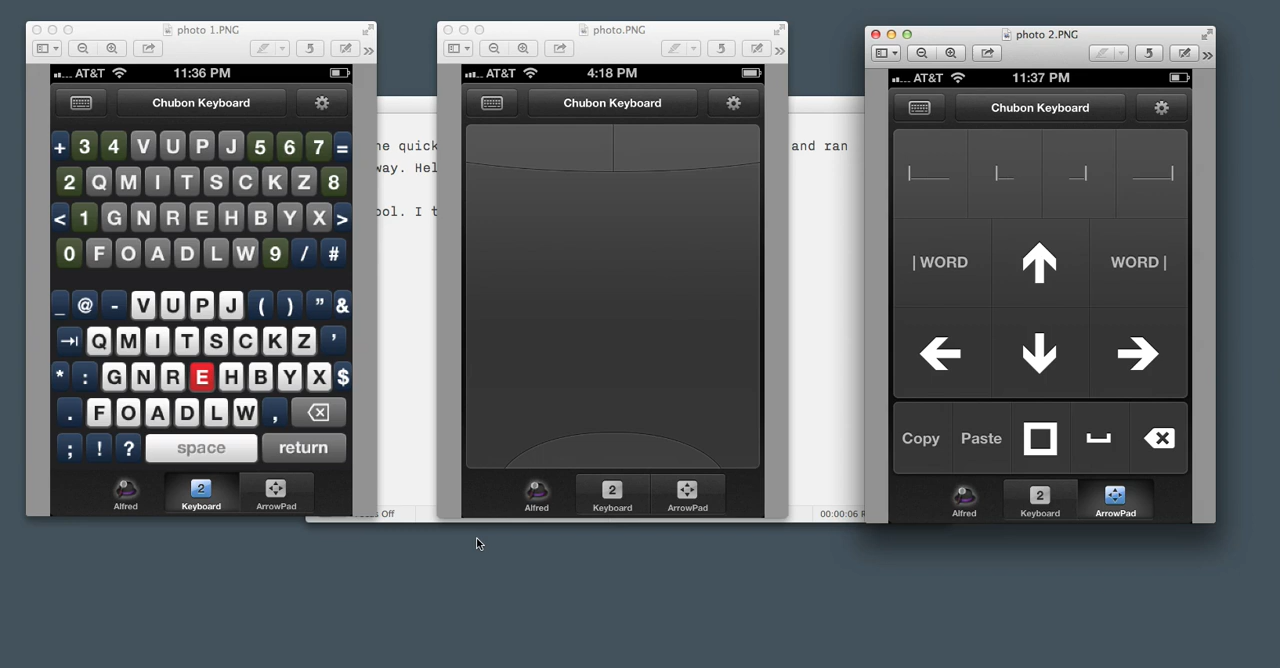 photo 1.PNG
AT&T 11:36 PM
Chubon Keyboard
+ 3 4 V U P J 5 6 7 =
2 Q M I T S C K Z 8
< 1 G N R E H B Y X >
0 F O A D L W 9 / #
_ @ - V U P J ( ) " &
Q M I T S C K Z '
* : G N R E H B Y X $
. F O A D L W ,
; ! ? space return
Alfred 2 Keyboard ArrowPad
photo.PNG
AT&T 4:18 PM
Chubon Keyboard
Alfred 2 Keyboard ArrowPad
photo 2.PNG
AT&T 11:37 PM
Chubon Keyboard
| WORD WORD |
Copy Paste
Alfred 2 Keyboard ArrowPad
quick and ran
way. Hel
ool. I t
Off 00:00:06